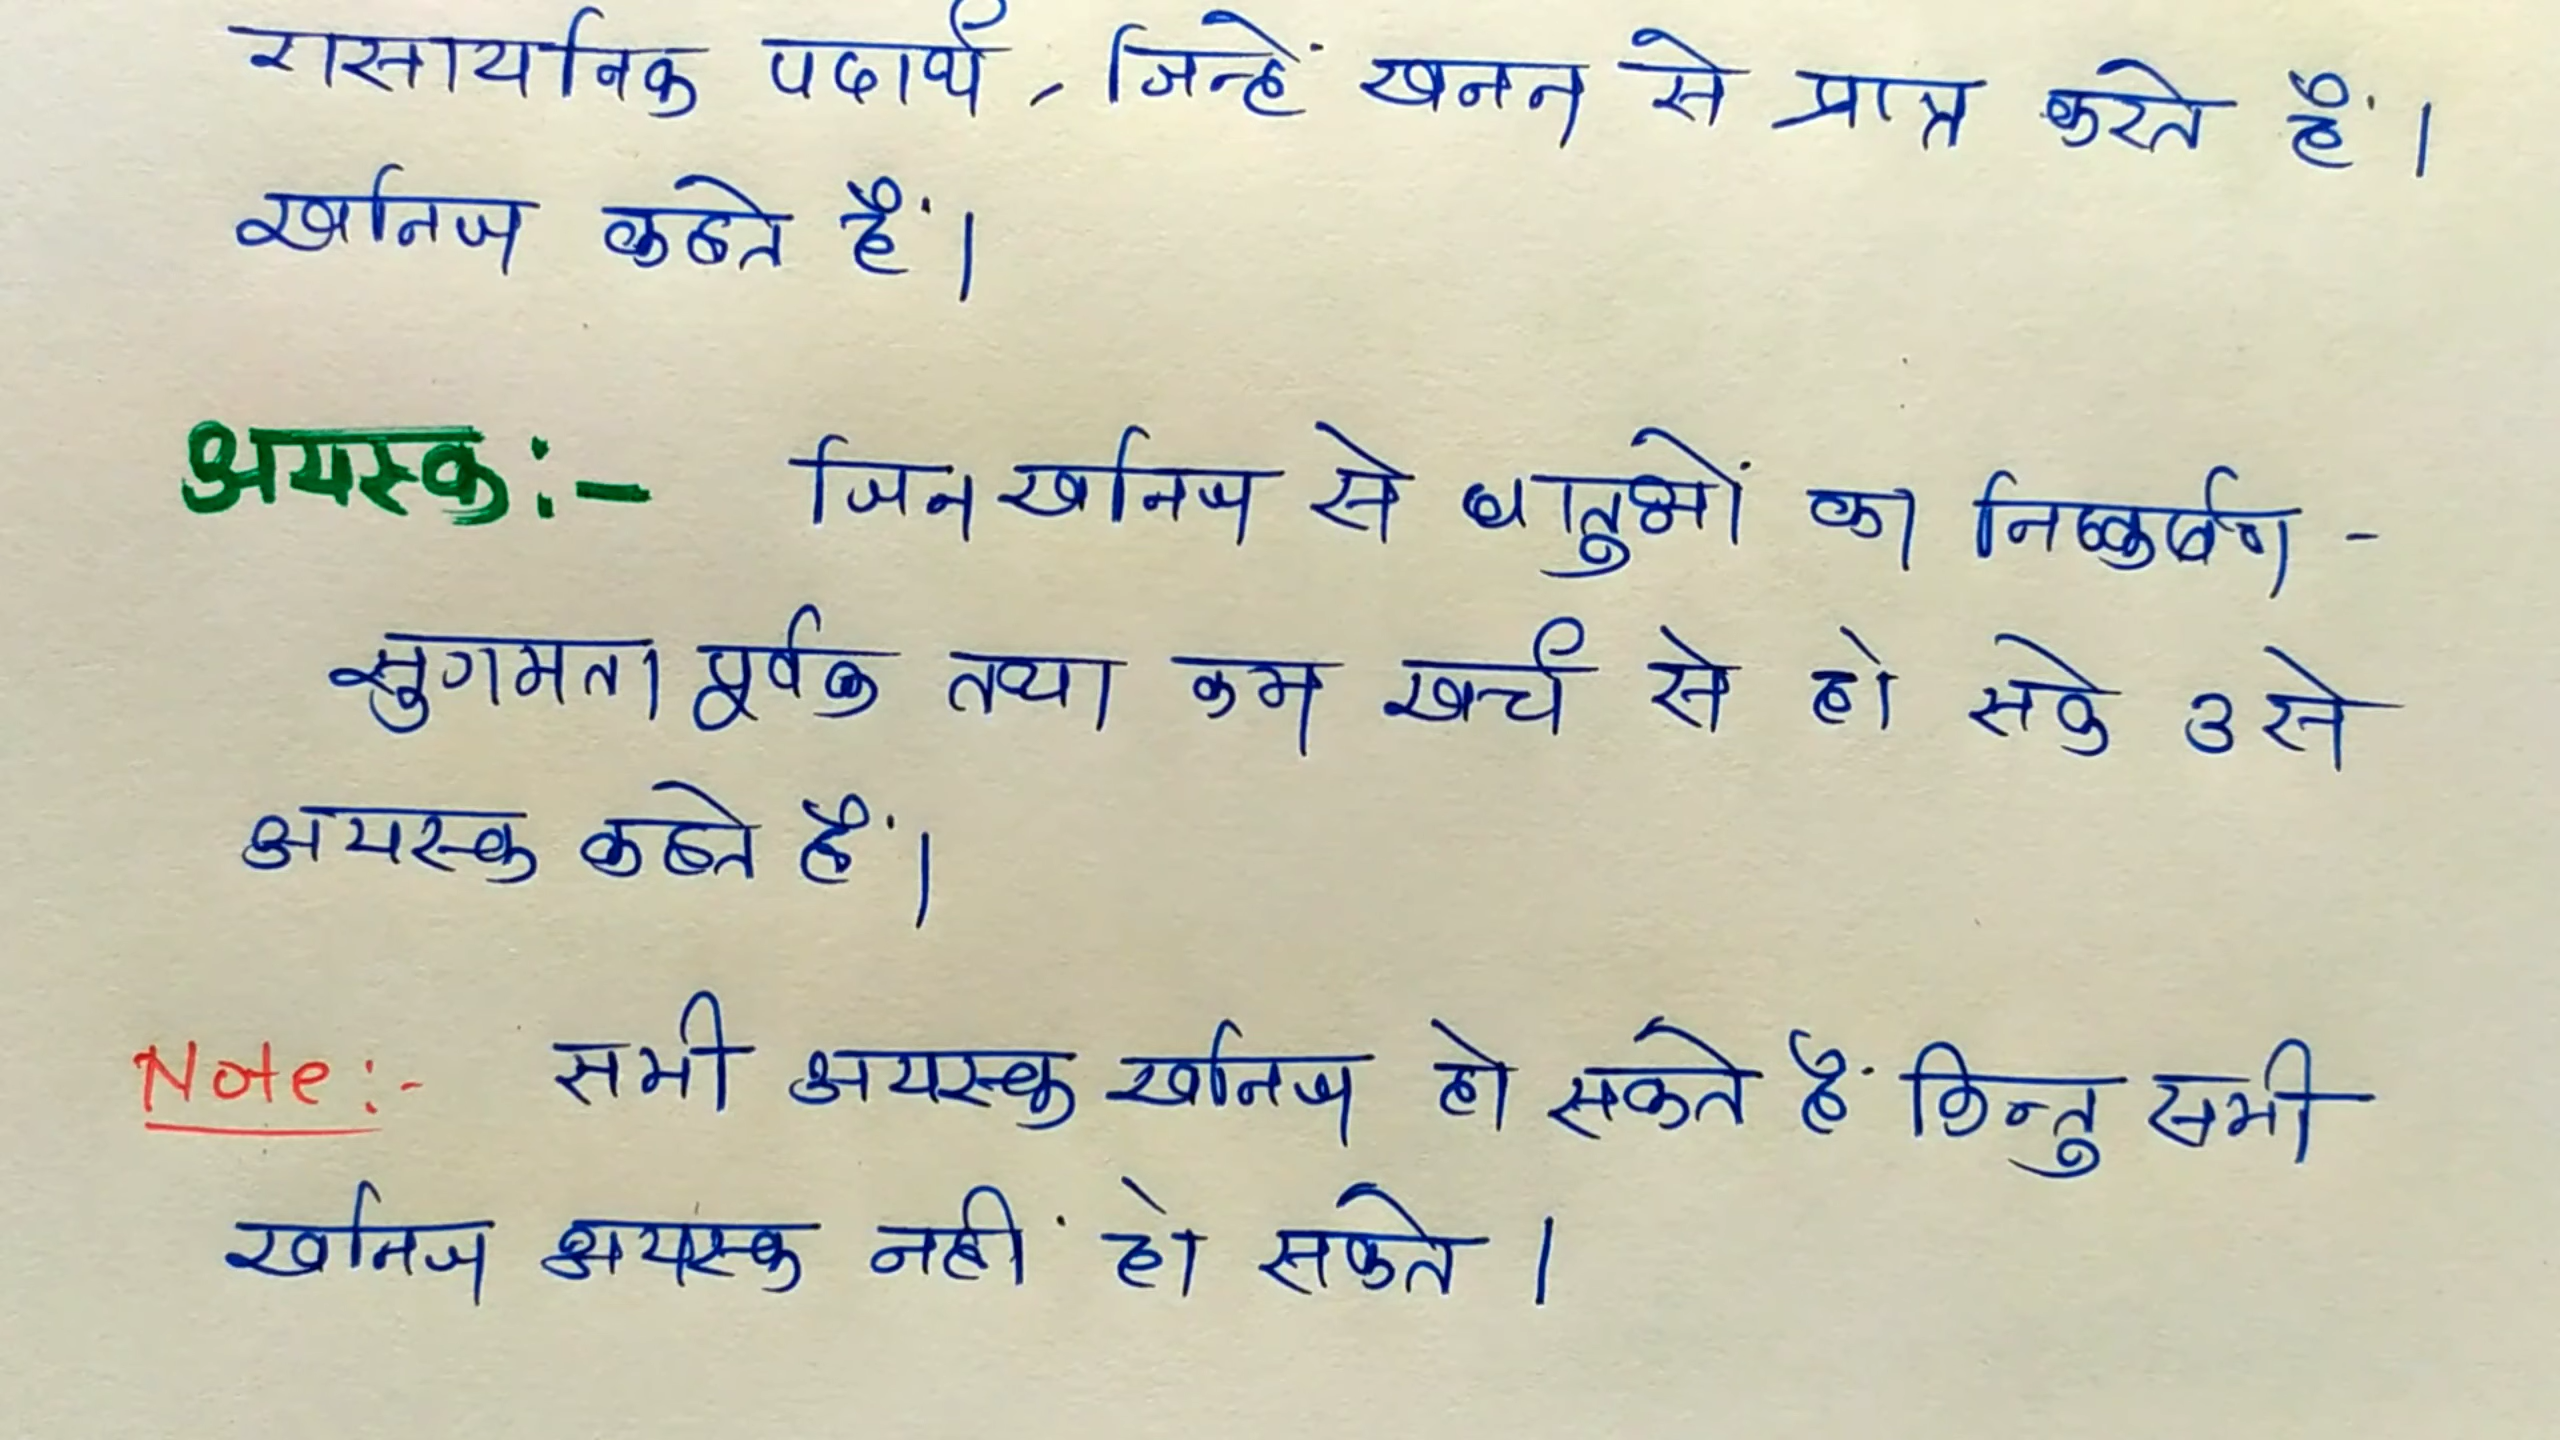 रासायनिक पदार्थ, जिन्हें खनन से प्राप्त करते हैं।
खनिज कहते हैं।
अयस्क:- जिन खनिज से धातुओं का निष्कर्षण -
सुगमता पूर्वक तथा कम खर्च से हो सके उसे
अयस्क कहते हैं।
Note:- सभी अयस्क खनिज हो सकते हैं किन्तु सभी
खनिज अयस्क नहीं हो सकते।